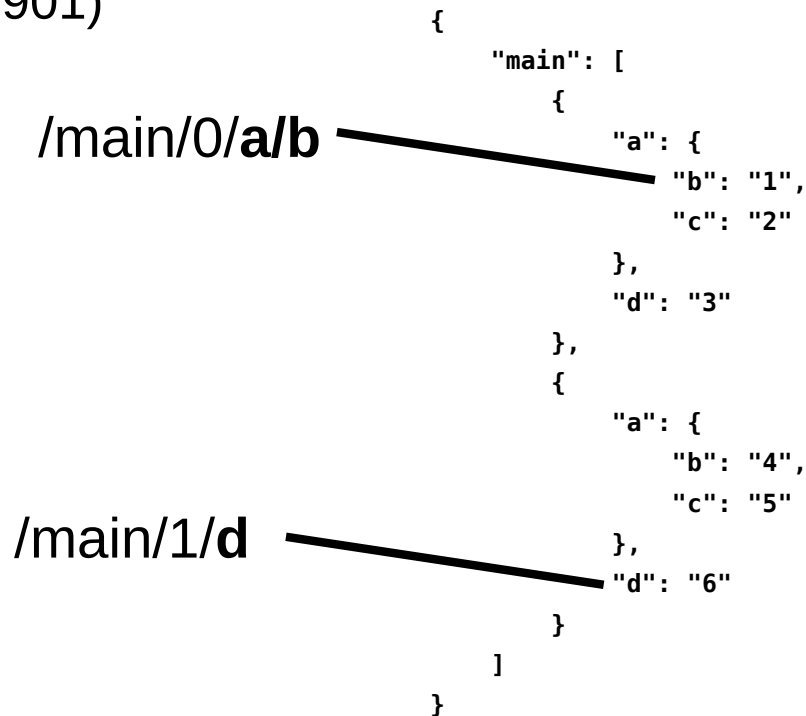 901)
{
"main": [
{
/main/0/a/b
"a": {
"b": "1",
"c": "2"
},
"d": "3"
},
{
"a": {
"b": "4",
"c": "5"
},
/main/1/d
"d": "6"
}
]
}